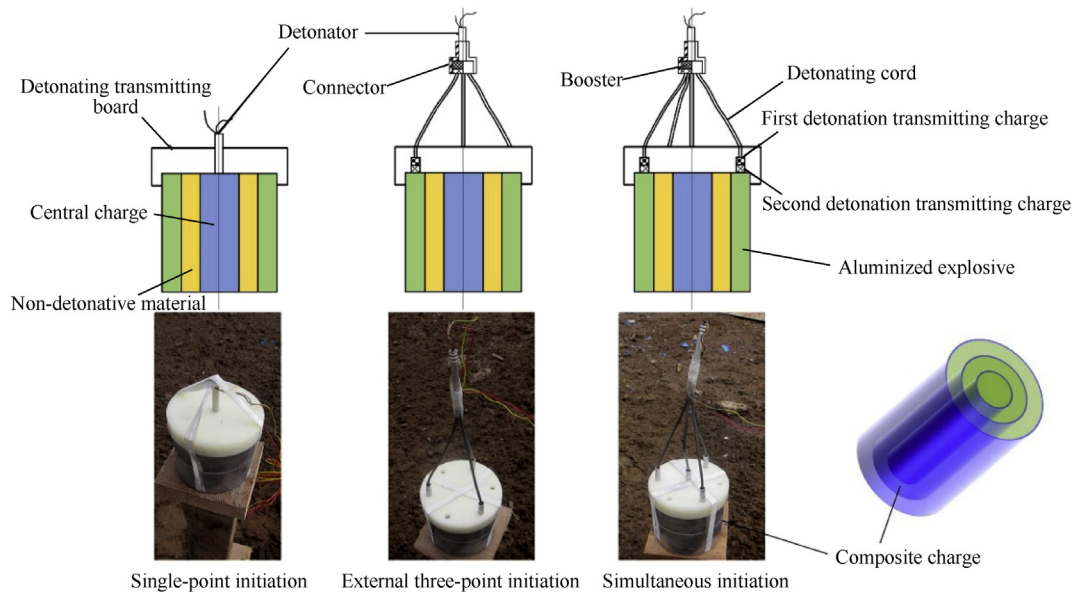 Detonator
Connector
Detonating transmitting
board
Booster
Detonating cord
First detonation transmitting charge
Second detonation transmitting charge
Central charge
Aluminized explosive
Non-detonative material
Composite charge
Single-point initiation
External three-point initiation
Simultaneous initiation